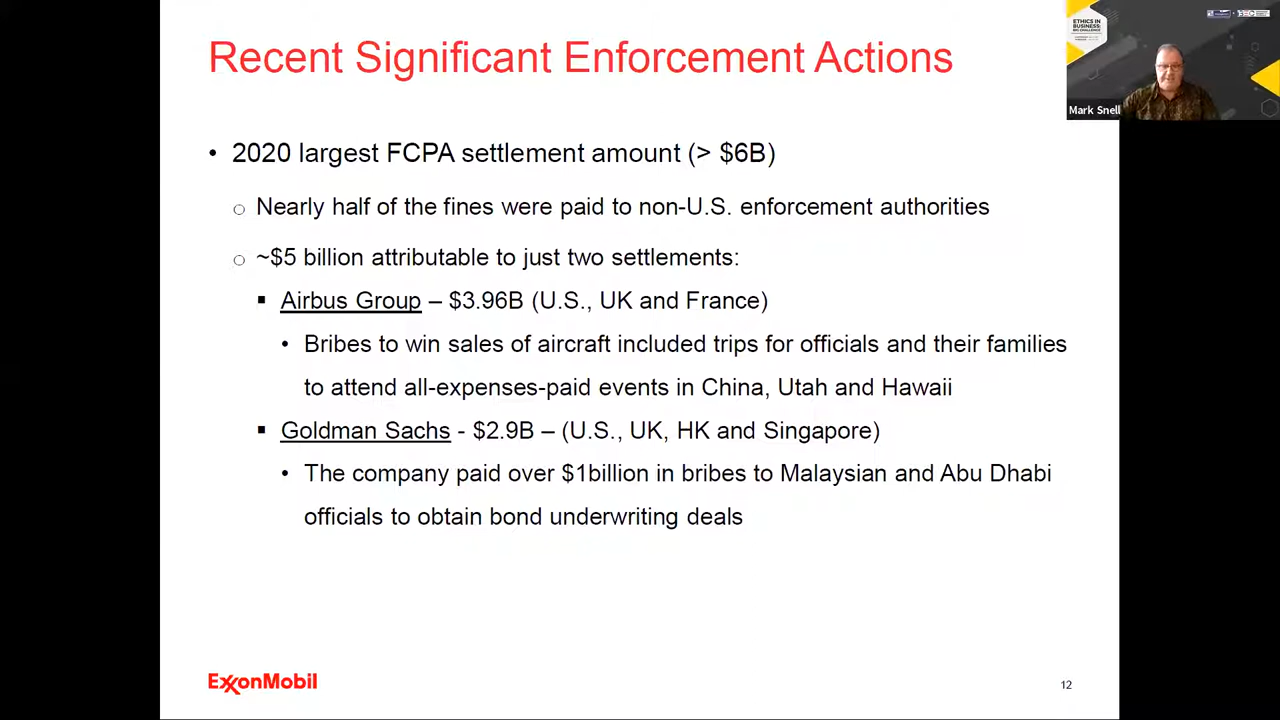 Recent Significant Enforcement Actions
• 2020 largest FCPA settlement amount (> $6B)
○ Nearly half of the fines were paid to non-U.S. enforcement authorities
○ ~$5 billion attributable to just two settlements:
▪ Airbus Group – $3.96B (U.S., UK and France)
• Bribes to win sales of aircraft included trips for officials and their families
to attend all-expenses-paid events in China, Utah and Hawaii
▪ Goldman Sachs - $2.9B – (U.S., UK, HK and Singapore)
• The company paid over $1billion in bribes to Malaysian and Abu Dhabi
officials to obtain bond underwriting deals
ExxonMobil
12
ETHICS IN
BUSINESS:
Mark Snell